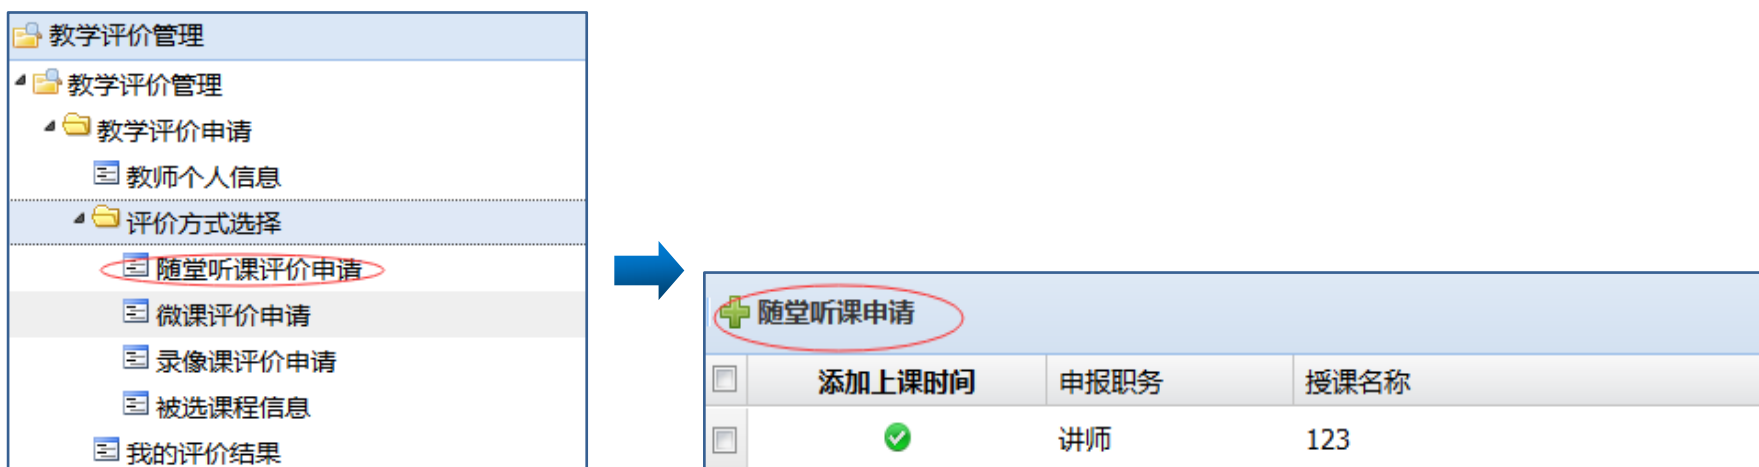 教学评价管理
教学评价管理
教学评价申请
教师个人信息
评价方式选择
随堂听课评价申请
微课评价申请
录像课评价申请
被选课程信息
我的评价结果
随堂听课申请
添加上课时间 申报职务 授课名称
讲师 123